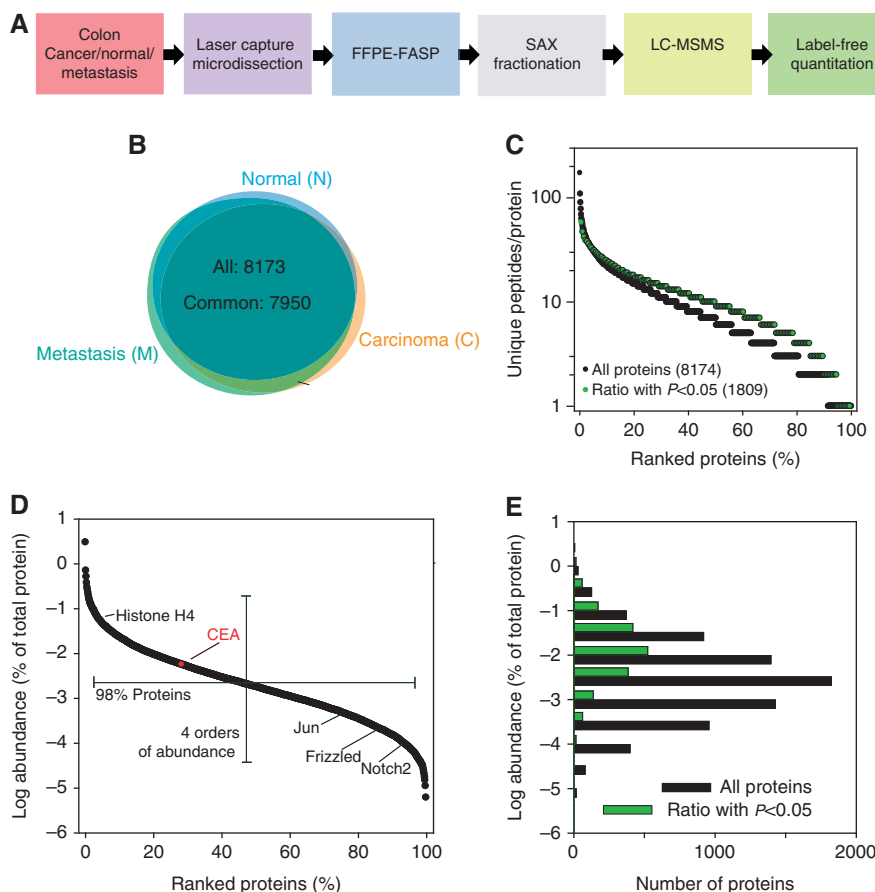 A
Colon
Cancer/normal/
metastasis
Laser capture
microdissection
FFPE-FASP
SAX
fractionation
LC-MSMS
Label-free
quantitation
B
Normal (N)
All: 8173
Common: 7950
Metastasis (M)
Carcinoma (C)
C
Unique peptides/protein
100
10
1
All proteins (8174)
Ratio with P<0.05 (1809)
0 20 40 60 80 100
Ranked proteins (%)
D
Log abundance (% of total protein)
1
0
−1
−2
−3
−4
−5
−6
Histone H4
CEA
98% Proteins
4 orders
of abundance
Jun
Frizzled
Notch2
0 20 40 60 80 100
Ranked proteins (%)
E
Log abundance (% of total protein)
1
0
−1
−2
−3
−4
−5
−6
All proteins
Ratio with P<0.05
0 1000 2000
Number of proteins